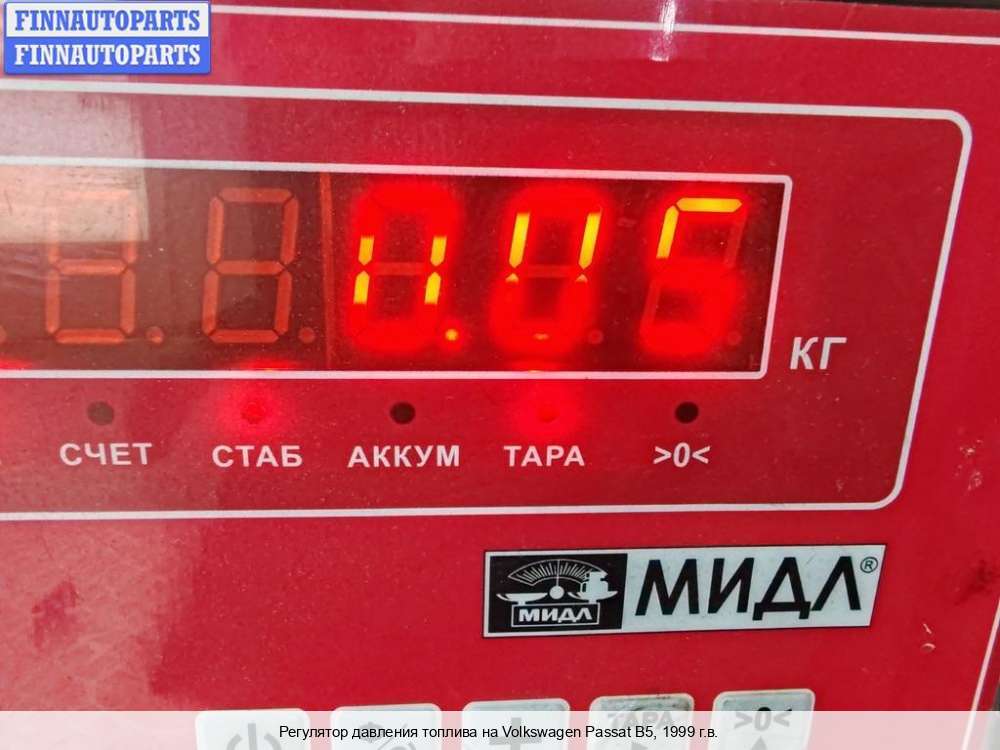 FINNAUTOPARTS
FINNAUTOPARTS
КГ
СЧЕТ СТАБ АККУМ ТАРА >0<
МИДЛ МИДЛ®
ТАРА >0<
Регулятор давления топлива на Volkswagen Passat B5, 1999 г.в.